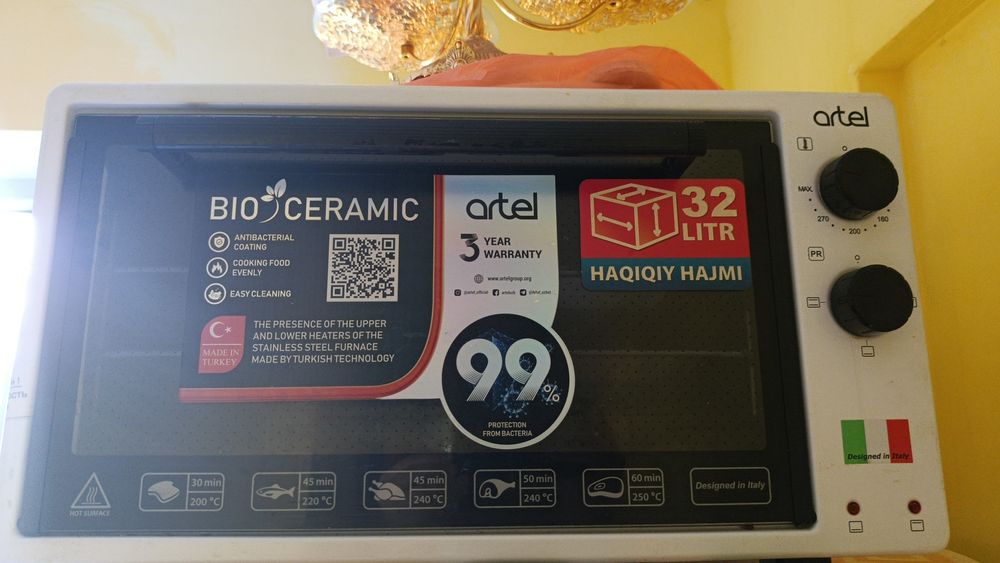 artel
BIO CERAMIC
ANTIBACTERIAL
COATING
COOKING FOOD
EVENLY
EASY CLEANING
MADE IN
TURKEY
THE PRESENCE OF THE UPPER
AND LOWER HEATERS OF THE
STAINLESS STEEL FURNACE
MADE BY TURKISH TECHNOLOGY
artel
3 YEAR
WARRANTY
www.artelgroup.org
@artel_official
99%
PROTECTION
FROM BACTERIA
32
LITR
HAQIQIY HAJMI
MAX.
270
200
180
PR
Designed in Italy
HOT SURFACE
30 min
200 °C
45 min
220 °C
45 min
240 °C
50 min
240 °C
60 min
250 °C
Designed in Italy